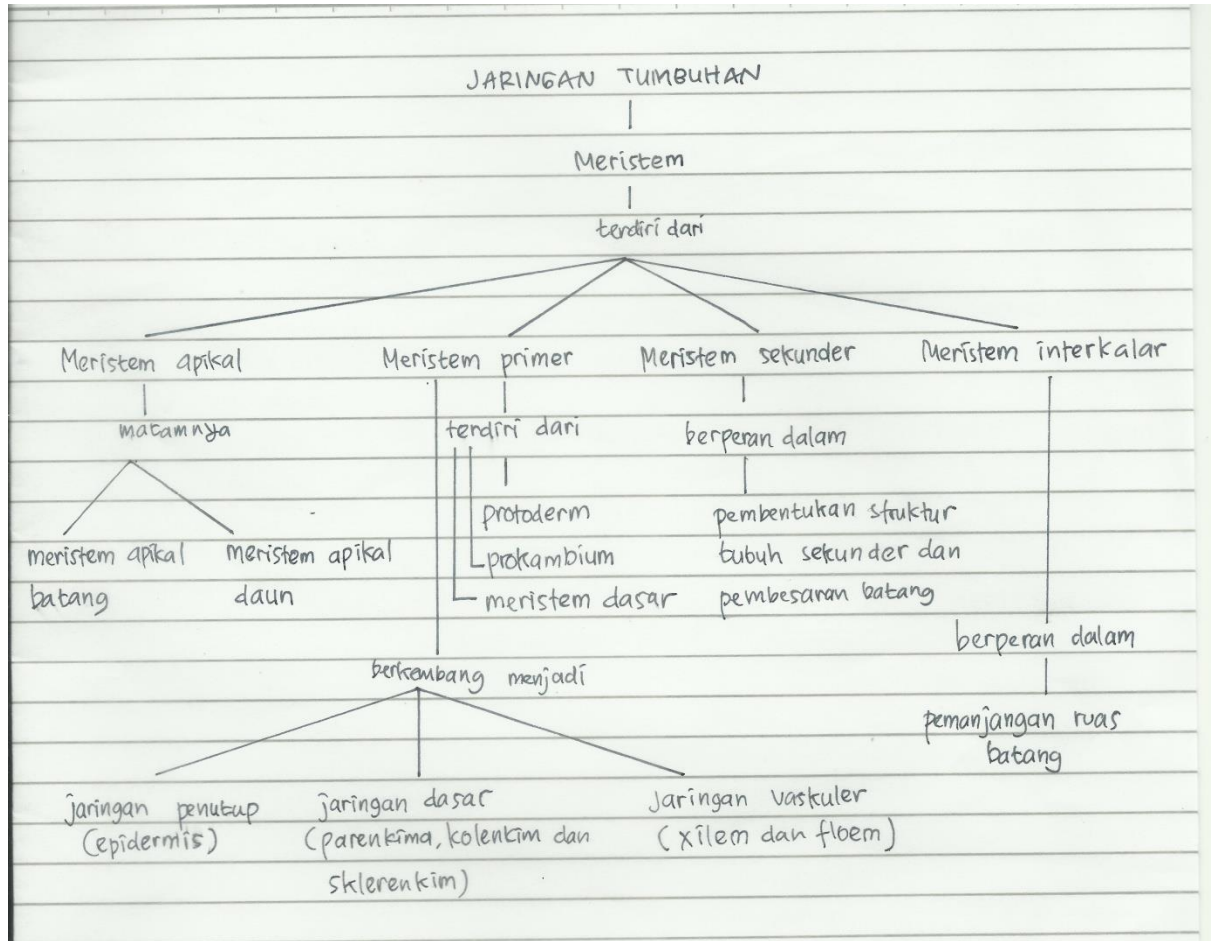 JARINGAN TUMBUHAN
Meristem
terdiri dari
Meristem apikal Meristem primer Meristem sekunder Meristem interkalar
macamnya terdiri dari berperan dalam
protoderm pembentukan struktur
meristem apikal meristem apikal prokambium tubuh sekunder dan
batang daun meristem dasar pembesaran batang
berperan dalam
berkembang menjadi
pemanjangan ruas
batang
jaringan penutup jaringan dasar Jaringan vaskuler
(epidermis) (parenkima, kolenkim dan (xilem dan floem)
sklerenkim)